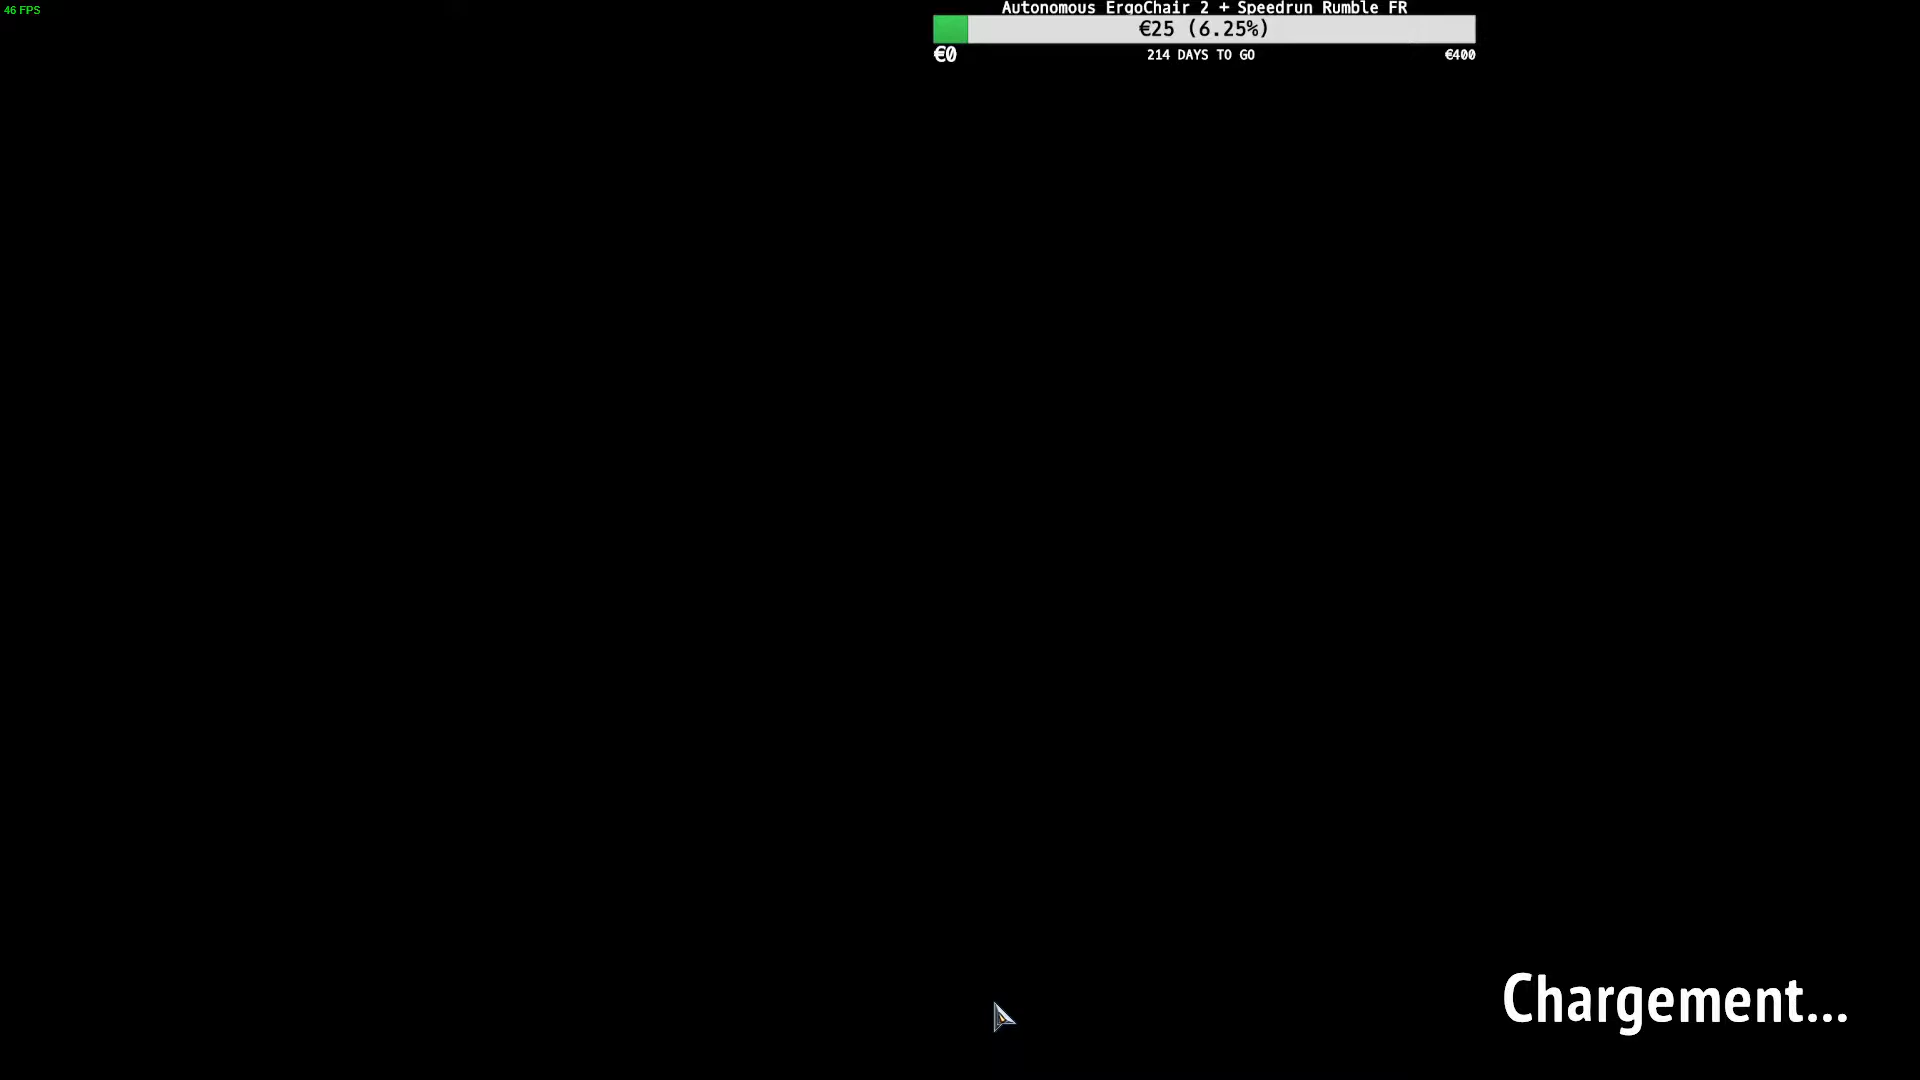 46 FPS
Autonomous ErgoChair 2 + Speedrun Rumble FR
€25 (6.25%)
€0 214 DAYS TO GO €400
Chargement...